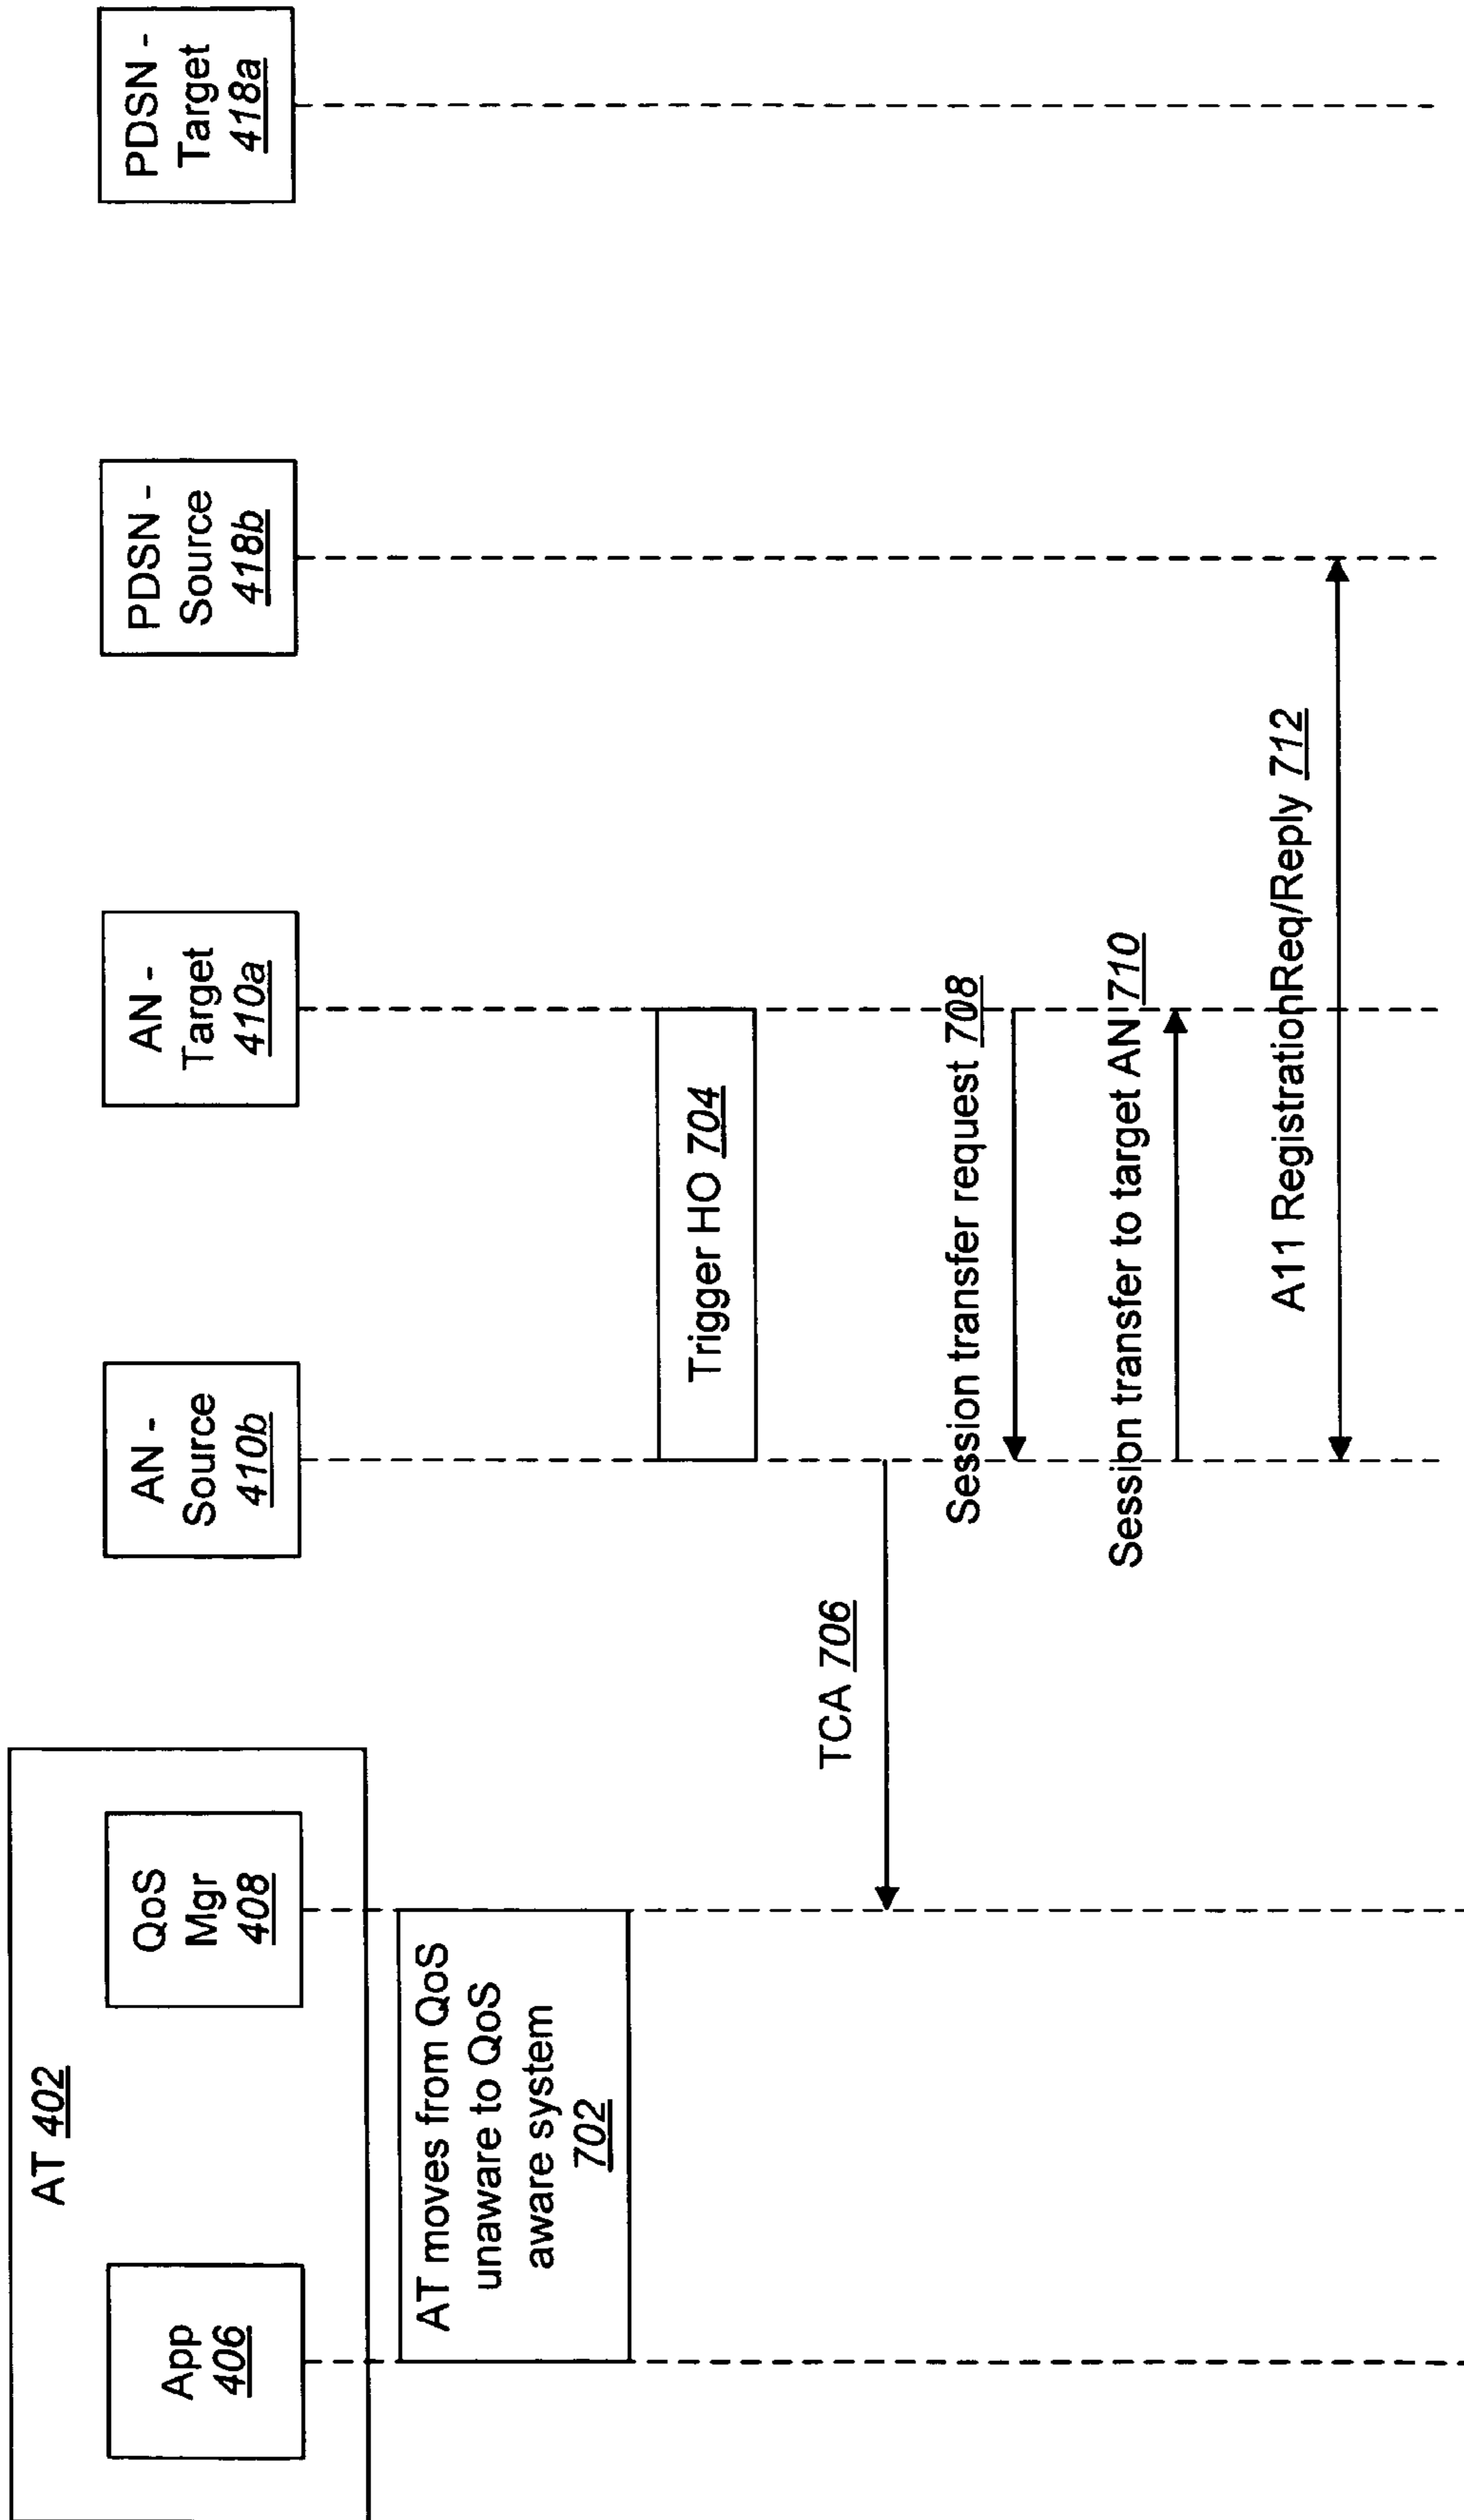 AT 402
App
406
QoS
Mgr
408
AN -
Source
410b
AN -
Target
410a
PDSN -
Source
418b
PDSN -
Target
418a
AT moves from QoS
unaware to QoS
aware system
702
Trigger HO 704
TCA 706
Session transfer request 708
Session transfer to target AN 710
A11 RegistrationReq/Reply 712